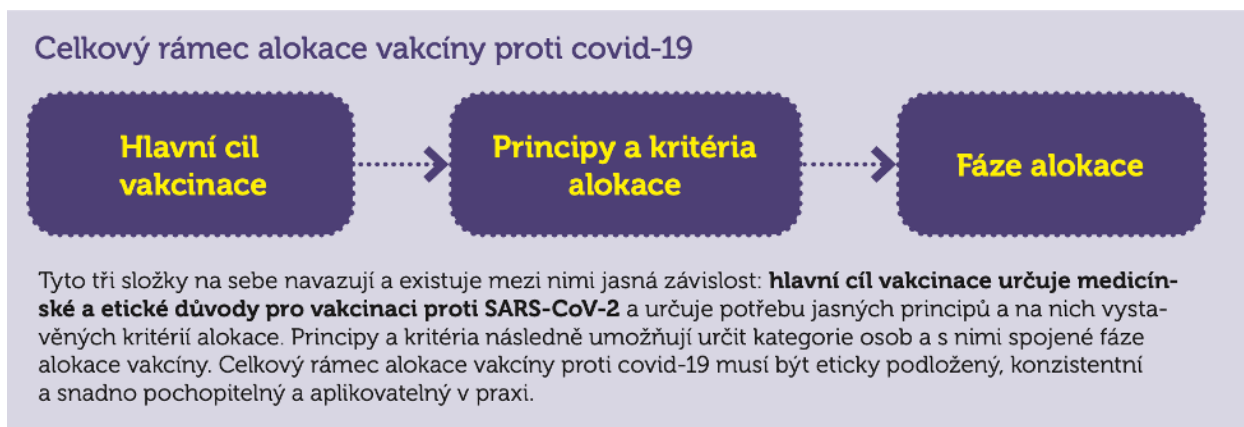 Celkový rámec alokace vakcíny proti covid-19
Hlavní cil
vakcinace
Principy a kritéria
alokace
Fáze alokace
Tyto tři složky na sebe navazují a existuje mezi nimi jasná závislost: hlavní cíl vakcinace určuje medicín-
ské a etické důvody pro vakcinaci proti SARS-CoV-2 a určuje potřebu jasných principů a na nich vysta-
věných kritérií alokace. Principy a kritéria následně umožňují určit kategorie osob a s nimi spojené fáze
alokace vakcíny. Celkový rámec alokace vakcíny proti covid-19 musí být eticky podložený, konzistentní
a snadno pochopitelný a aplikovatelný v praxi.